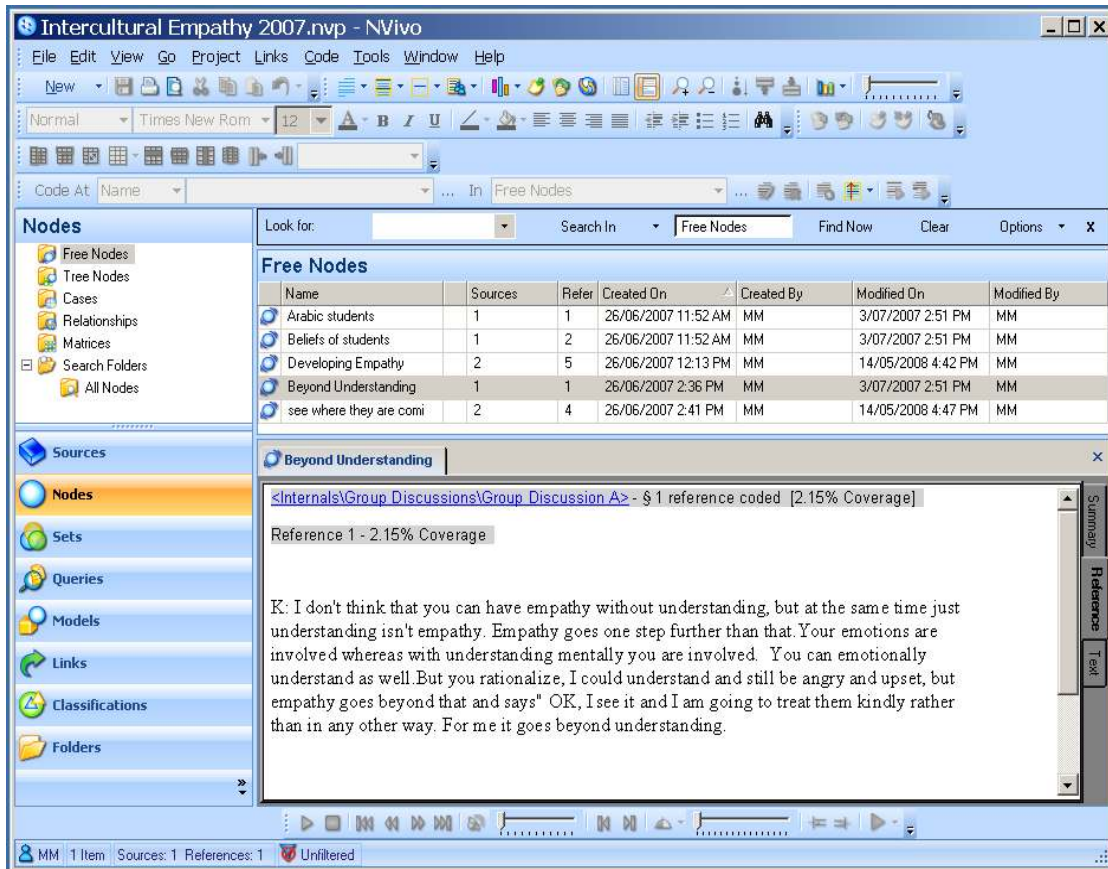 Intercultural Empathy 2007.nvp - NVivo
File Edit View Go Project Links Code Tools Window Help
New
Normal Times New Rom 12 A B I U
Code At Name ... In Free Nodes ...
Nodes
Free Nodes
Tree Nodes
Cases
Relationships
Matrices
Search Folders
All Nodes
Sources
Nodes
Sets
Queries
Models
Links
Classifications
Folders
Look for: Search In Free Nodes Find Now Clear Options x
Free Nodes
Name Sources Refer Created On Created By Modified On Modified By
Arabic students 1 1 26/06/2007 11:52 AM MM 3/07/2007 2:51 PM MM
Beliefs of students 1 2 26/06/2007 11:52 AM MM 3/07/2007 2:51 PM MM
Developing Empathy 2 5 26/06/2007 12:13 PM MM 14/05/2008 4:42 PM MM
Beyond Understanding 1 1 26/06/2007 2:36 PM MM 3/07/2007 2:51 PM MM
see where they are comi 2 4 26/06/2007 2:41 PM MM 14/05/2008 4:47 PM MM
Beyond Understanding
<Internals\Group Discussions\Group Discussion A> - § 1 reference coded [2.15% Coverage]
Reference 1 - 2.15% Coverage
K: I don't think that you can have empathy without understanding, but at the same time just
understanding isn't empathy. Empathy goes one step further than that.Your emotions are
involved whereas with understanding mentally you are involved. You can emotionally
understand as well.But you rationalize, I could understand and still be angry and upset, but
empathy goes beyond that and says" OK, I see it and I am going to treat them kindly rather
than in any other way. For me it goes beyond understanding.
Summary
Reference
Text
MM 1 Item Sources: 1 References: 1 Unfiltered